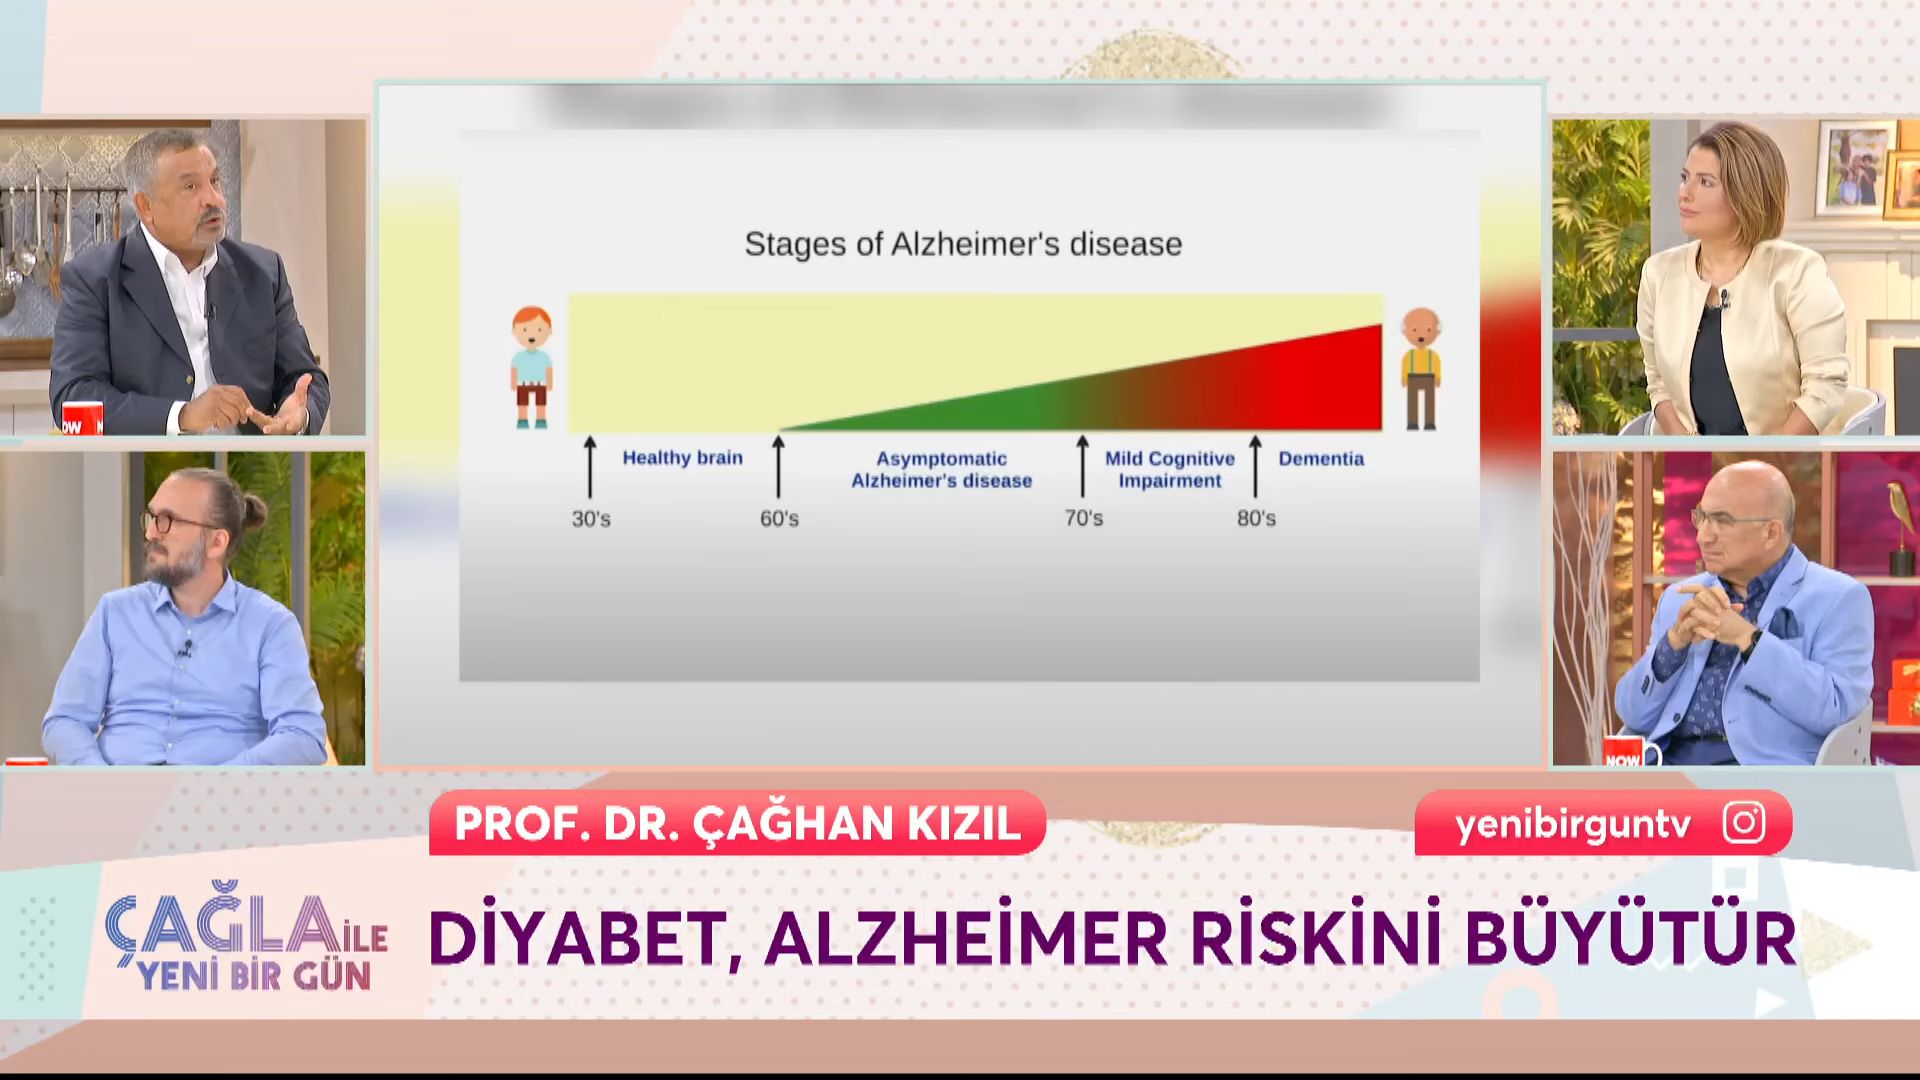 Stages of Alzheimer's disease
Healthy brain
Asymptomatic
Alzheimer's disease
Mild Cognitive
Impairment
Dementia
30's
60's
70's
80's
NOW
PROF. DR. ÇAĞHAN KIZIL
yenibirguntv
ÇAĞLA İLE
YENİ BİR GÜN
DİYABET, ALZHEİMER RİSKİNİ BÜYÜTÜR